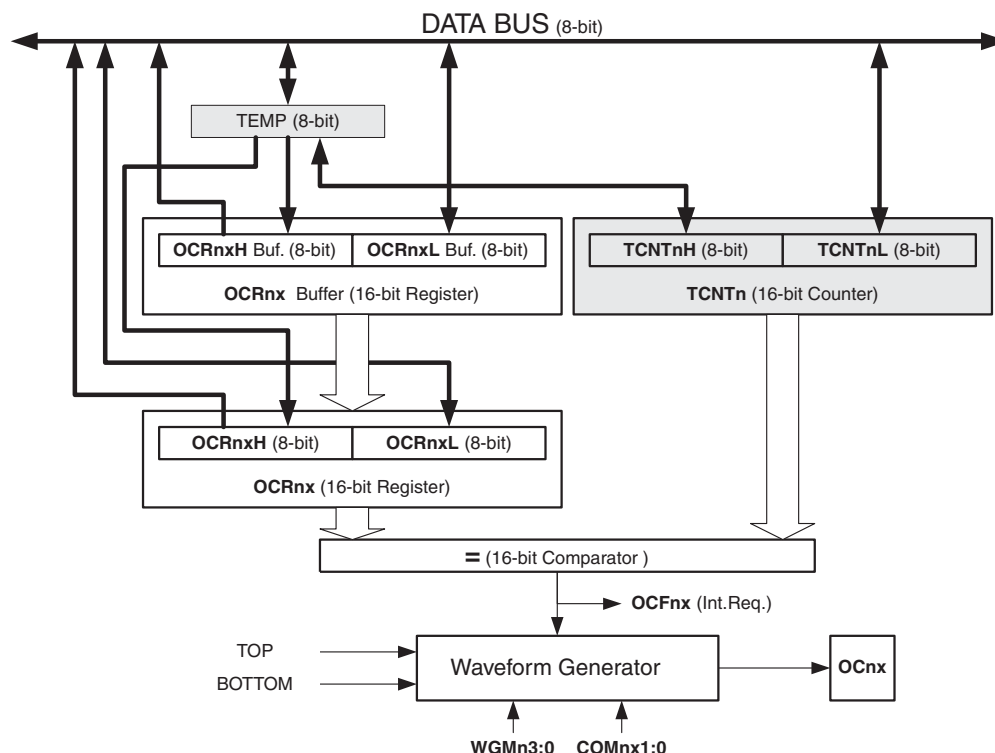 DATA BUS (8-bit)
TEMP (8-bit)
OCRnxH Buf. (8-bit)
OCRnxL Buf. (8-bit)
TCNTnH (8-bit)
TCNTnL (8-bit)
OCRnx Buffer (16-bit Register)
TCNTn (16-bit Counter)
OCRnxH (8-bit)
OCRnxL (8-bit)
OCRnx (16-bit Register)
= (16-bit Comparator )
OCFnx (Int.Req.)
TOP
BOTTOM
Waveform Generator
OCnx
WGMn3:0
COMnx1:0